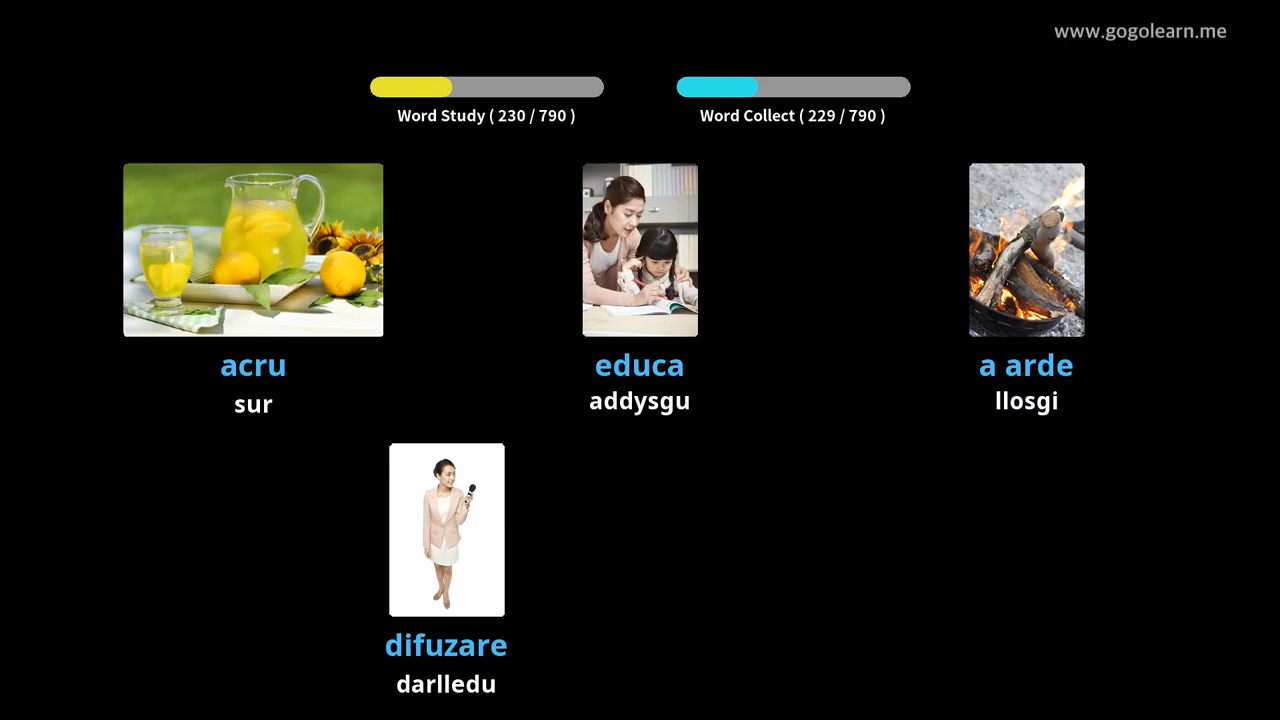 www.gogolearn.me
Word Study ( 230 / 790 )
Word Collect ( 229 / 790 )
acru
sur
educa
addysgu
a arde
llosgi
difuzare
darlledu